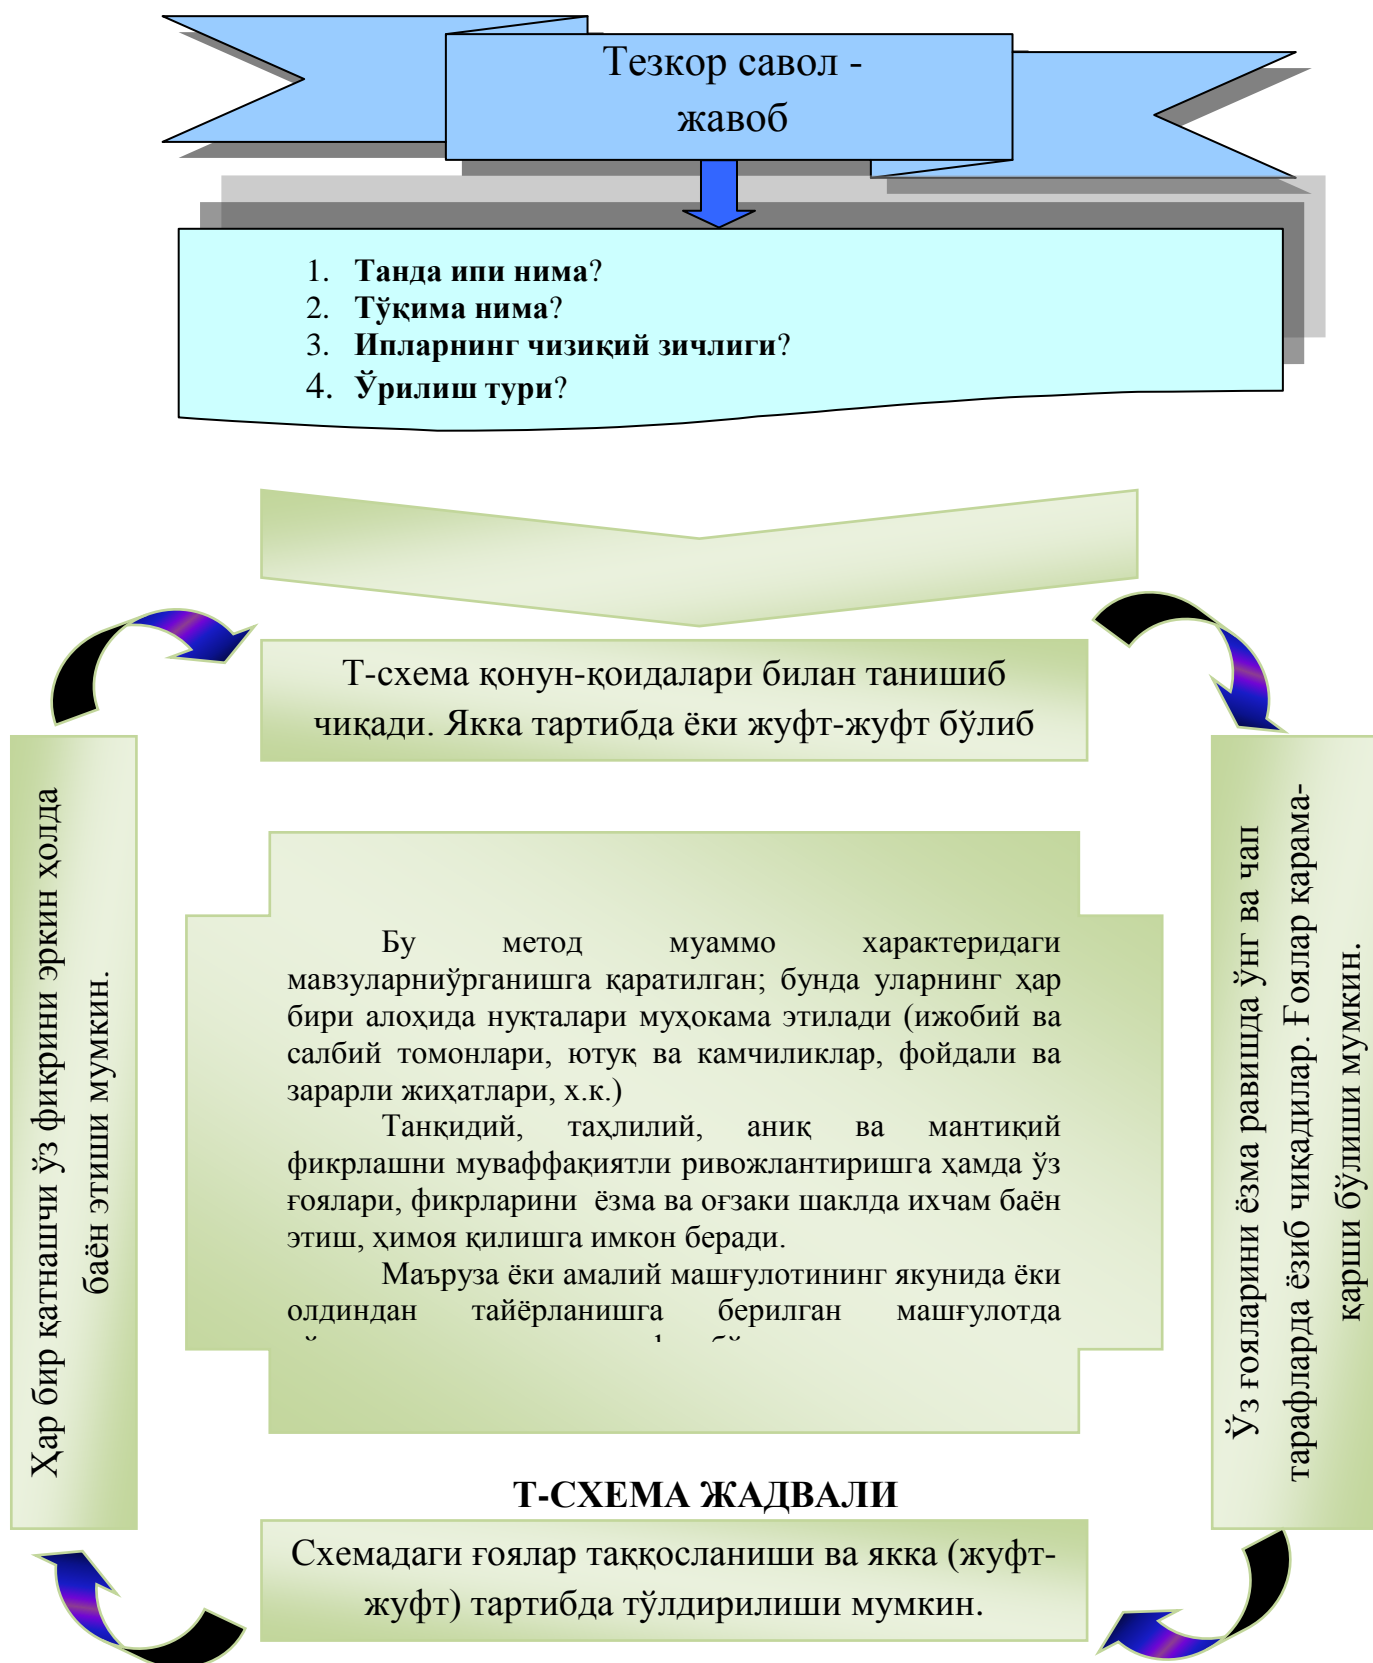 Тезкор савол -
жавоб
1. Танда ипи нима?
2. Тўқима нима?
3. Ипларнинг чизиқий зичлиги?
4. Ўрилиш тури?
Т-схема қонун-қоидалари билан танишиб
чиқади. Якка тартибда ёки жуфт-жуфт бўлиб
Ҳар бир қатнашчи ўз фикрини эркин ҳолда
баён этиши мумкин.
Бу метод муаммо характеридаги
мавзуларниўрганишга қаратилган; бунда уларнинг ҳар
бири алоҳида нуқталари муҳокама этилади (ижобий ва
салбий томонлари, ютуқ ва камчиликлар, фойдали ва
зарарли жиҳатлари, х.к.)
Танқидий, таҳлилий, аниқ ва мантиқий
фикрлашни муваффақиятли ривожлантиришга ҳамда ўз
ғоялари, фикрларини ёзма ва оғзаки шаклда ихчам баён
этиш, ҳимоя қилишга имкон беради.
Маъруза ёки амалий машғулотининг якунида ёки
олдиндан тайёрланишга берилган машғулотда
Ўз ғояларини ёзма равишда ўнг ва чап
тарафларда ёзиб чиқадилар. Ғоялар қарама-
қарши бўлиши мумкин.
Т-СХЕМА ЖАДВАЛИ
Схемадаги ғоялар таққосланиши ва якка (жуфт-
жуфт) тартибда тўлдирилиши мумкин.